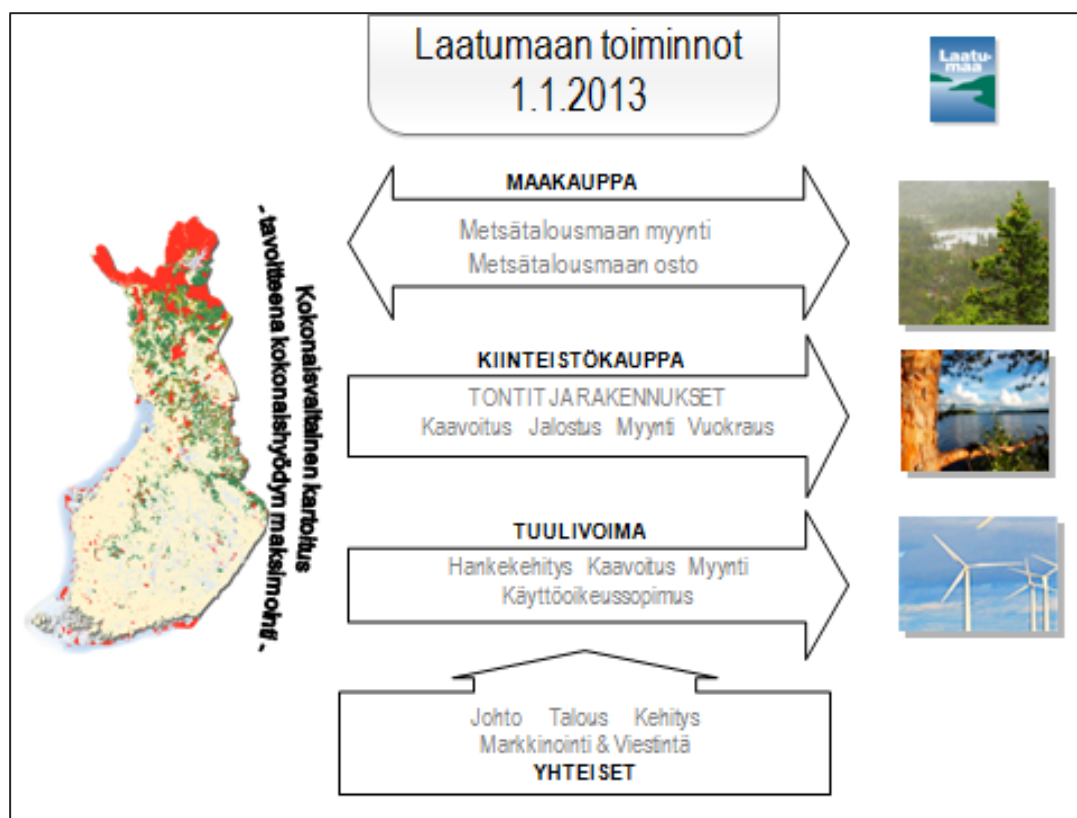 Laatumaan toiminnot
1.1.2013
Laatu-
maa
MAAKAUPPA
Metsätalousmaan myynti
Metsätalousmaan osto
Kokonaisvaltainen kartoitus
- tavoitteena kokonaishyödyn maksimointi -
KIINTEISTÖKAUPPA
TONTIT JA RAKENNUKSET
Kaavoitus Jalostus Myynti Vuokraus
TUULIVOIMA
Hankekehitys Kaavoitus Myynti
Käyttöoikeussopimus
Johto Talous Kehitys
Markkinointi & Viestintä
YHTEISET